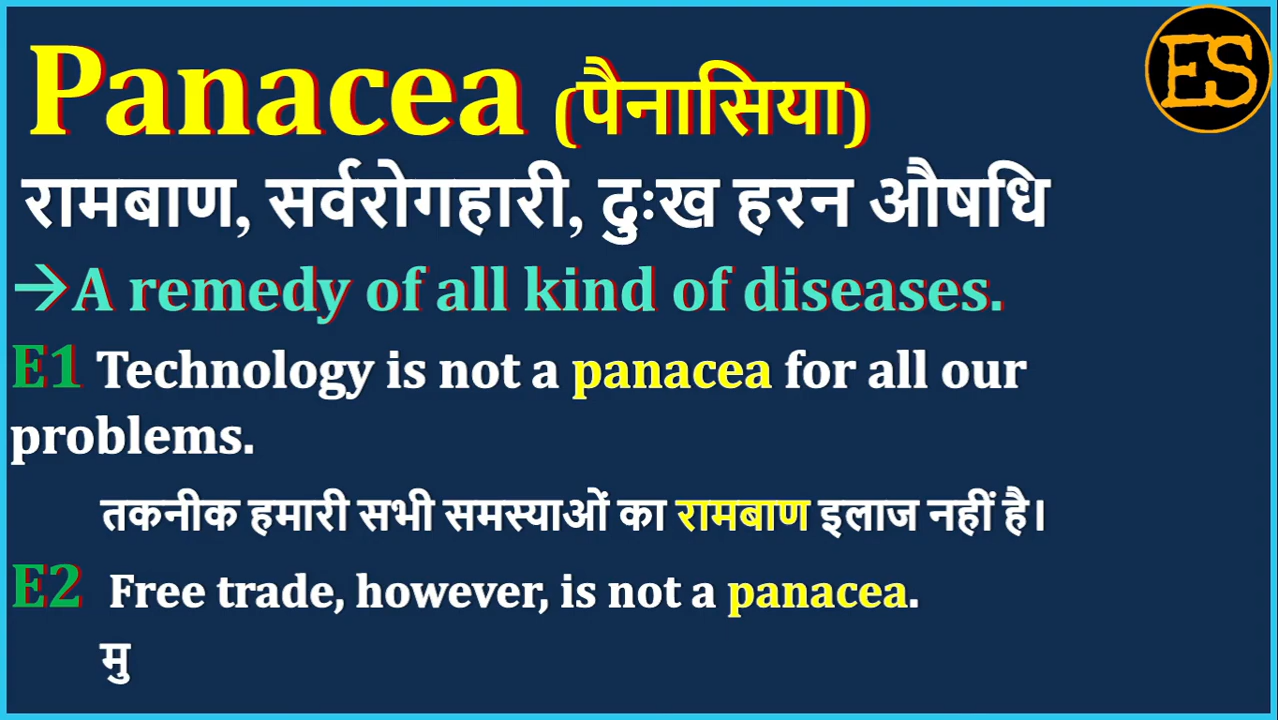 ES
Panacea (पैनासिया)
रामबाण, सर्वरोगहारी, दुःख हरन औषधि
→A remedy of all kind of diseases.
E1 Technology is not a panacea for all our
problems.
तकनीक हमारी सभी समस्याओं का रामबाण इलाज नहीं है।
E2 Free trade, however, is not a panacea.
मु